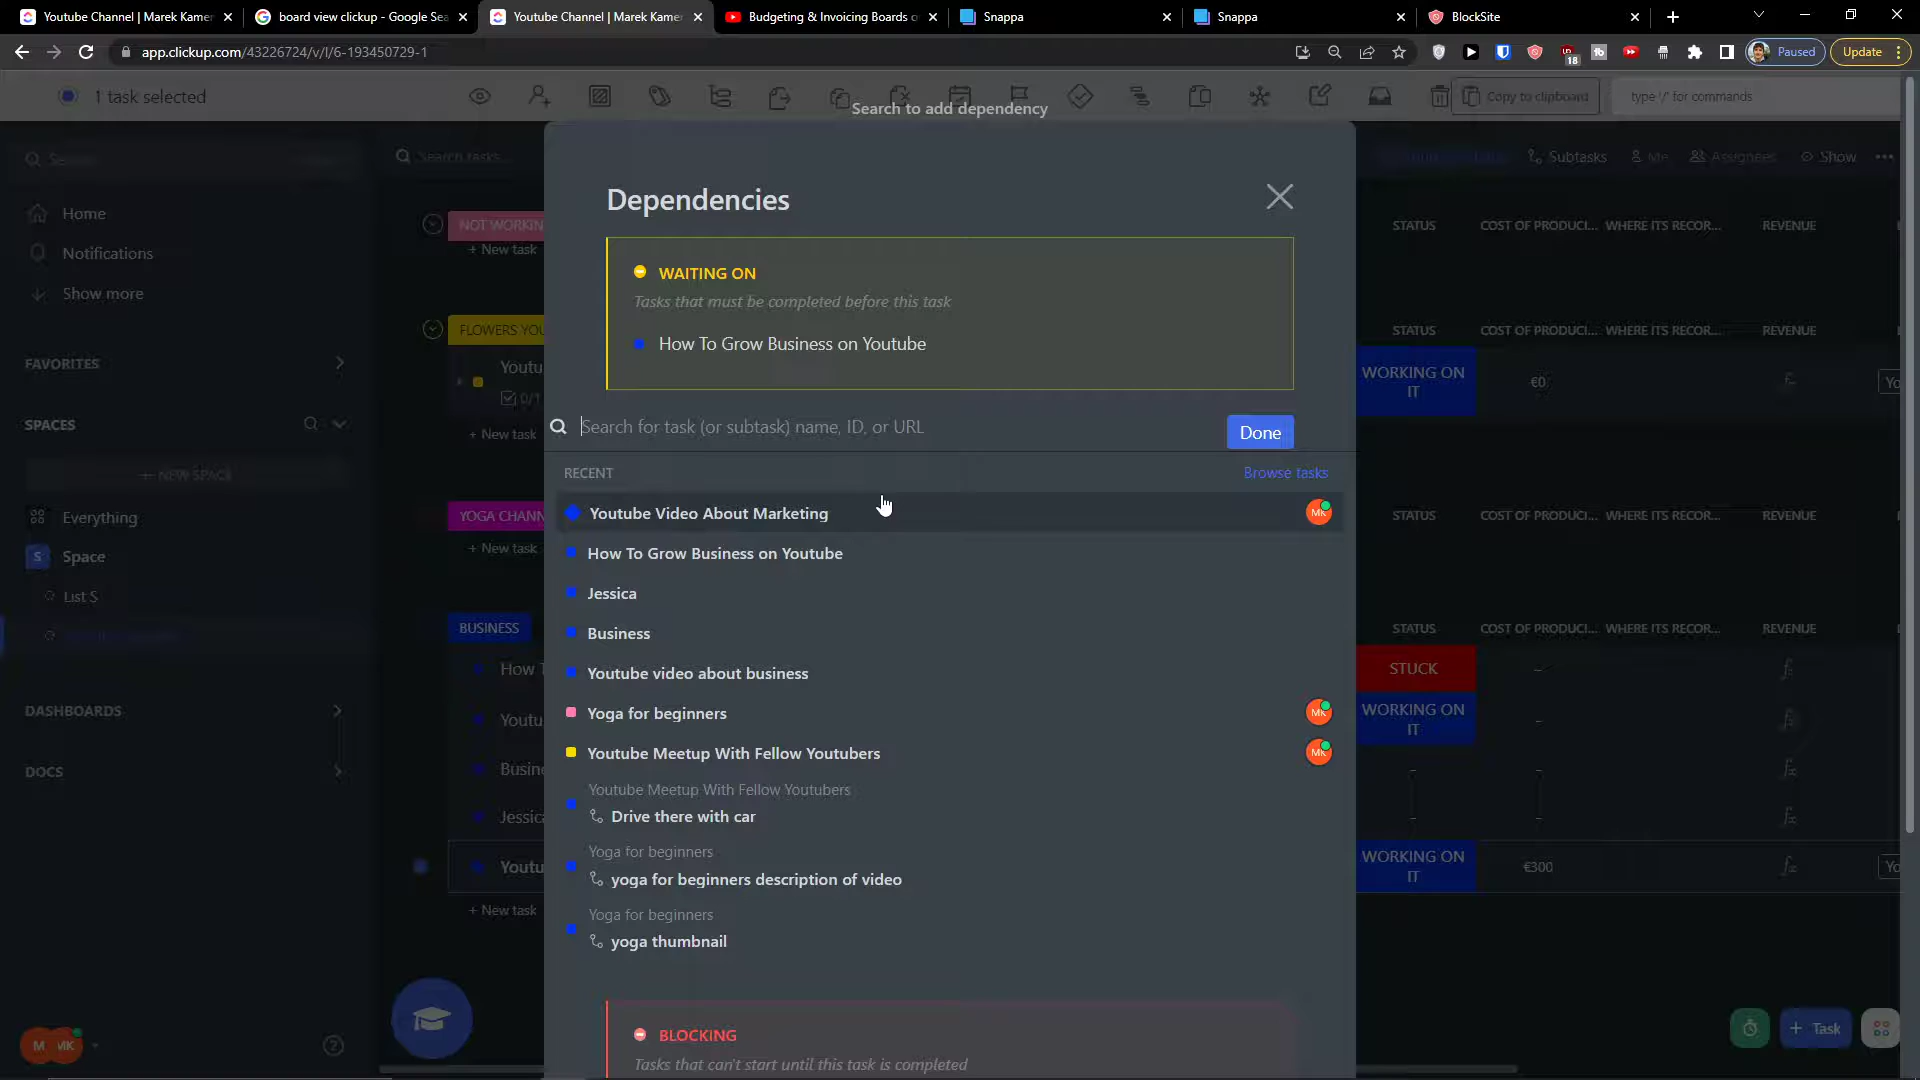 Youtube Channel | Marek Kamer
board view clickup - Google Sea
Youtube Channel | Marek Kamer
Budgeting & Invoicing Boards o
Snappa
Snappa
BlockSite
app.clickup.com/43226724/v/l/6-193450729-1
18
Paused
Update
1 task selected
Search to add dependency
Copy to clipboard
type '/' for commands
Search
Search tasks...
Subtasks
Me
Assignees
Show
Home
Notifications
Show more
FAVORITES
SPACES
+ NEW SPACE
Everything
S
Space
List S
DASHBOARDS
DOCS
M MK
NOT WORKIN
+ New task
FLOWERS YOU
Youtu
0/1
+ New task
YOGA CHANN
+ New task
BUSINESS
How T
Youtu
Busine
Jessica
Youtu
+ New task
Dependencies
WAITING ON
Tasks that must be completed before this task
How To Grow Business on Youtube
Search for task (or subtask) name, ID, or URL
Done
RECENT
Browse tasks
Youtube Video About Marketing
MK
How To Grow Business on Youtube
Jessica
Business
Youtube video about business
Yoga for beginners
MK
Youtube Meetup With Fellow Youtubers
MK
Youtube Meetup With Fellow Youtubers
Drive there with car
Yoga for beginners
yoga for beginners description of video
Yoga for beginners
yoga thumbnail
BLOCKING
Tasks that can't start until this task is completed
STATUS COST OF PRODUCI... WHERE ITS RECOR... REVENUE
STATUS COST OF PRODUCI... WHERE ITS RECOR... REVENUE
WORKING ON IT
€0
Yo
STATUS COST OF PRODUCI... WHERE ITS RECOR... REVENUE
STATUS COST OF PRODUCI... WHERE ITS RECOR... REVENUE
STUCK
–
WORKING ON IT
–
–
–
–
–
WORKING ON IT
€300
Yo
+ Task